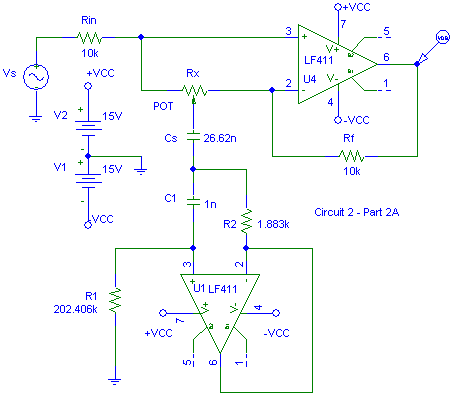 +VCC
Rin
3
7
5
V+
LF411
6
10k
U4
Vs
+VCC
Rx
2
V-
1
POT
4
-VCC
V2
15V
Cs
26.62n
Rf
10k
V1
15V
C1
1n
Circuit 2 - Part 2A
R2
1.883k
VCC
3
2
R1
202.406k
U1
LF411
V+
V-
7
4
+VCC
-VCC
5
6
1